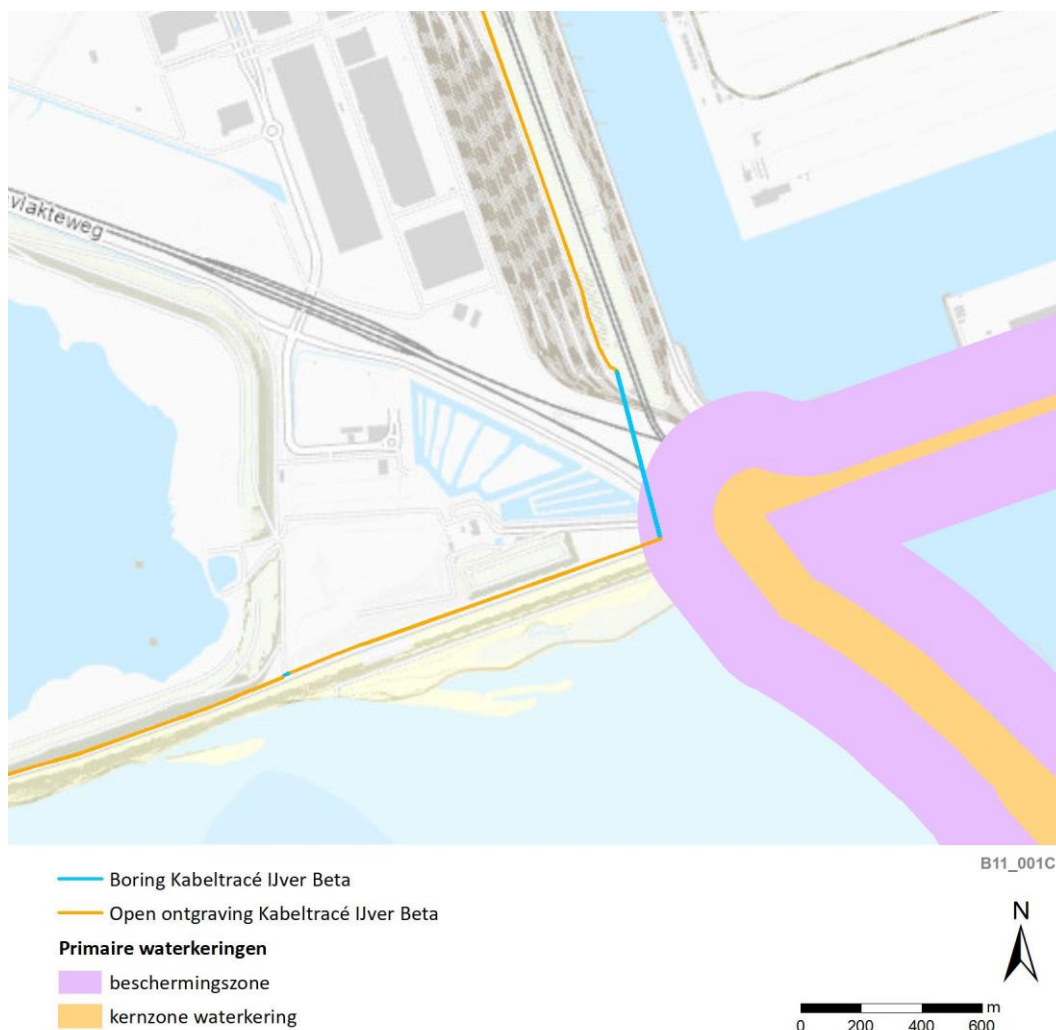 vlakteweg
B11_001C
Boring Kabeltracé IJver Beta
Open ontgraving Kabeltracé IJver Beta
Primaire waterkeringen
beschermingszone
kernzone waterkering
N
m
0 200 400 600